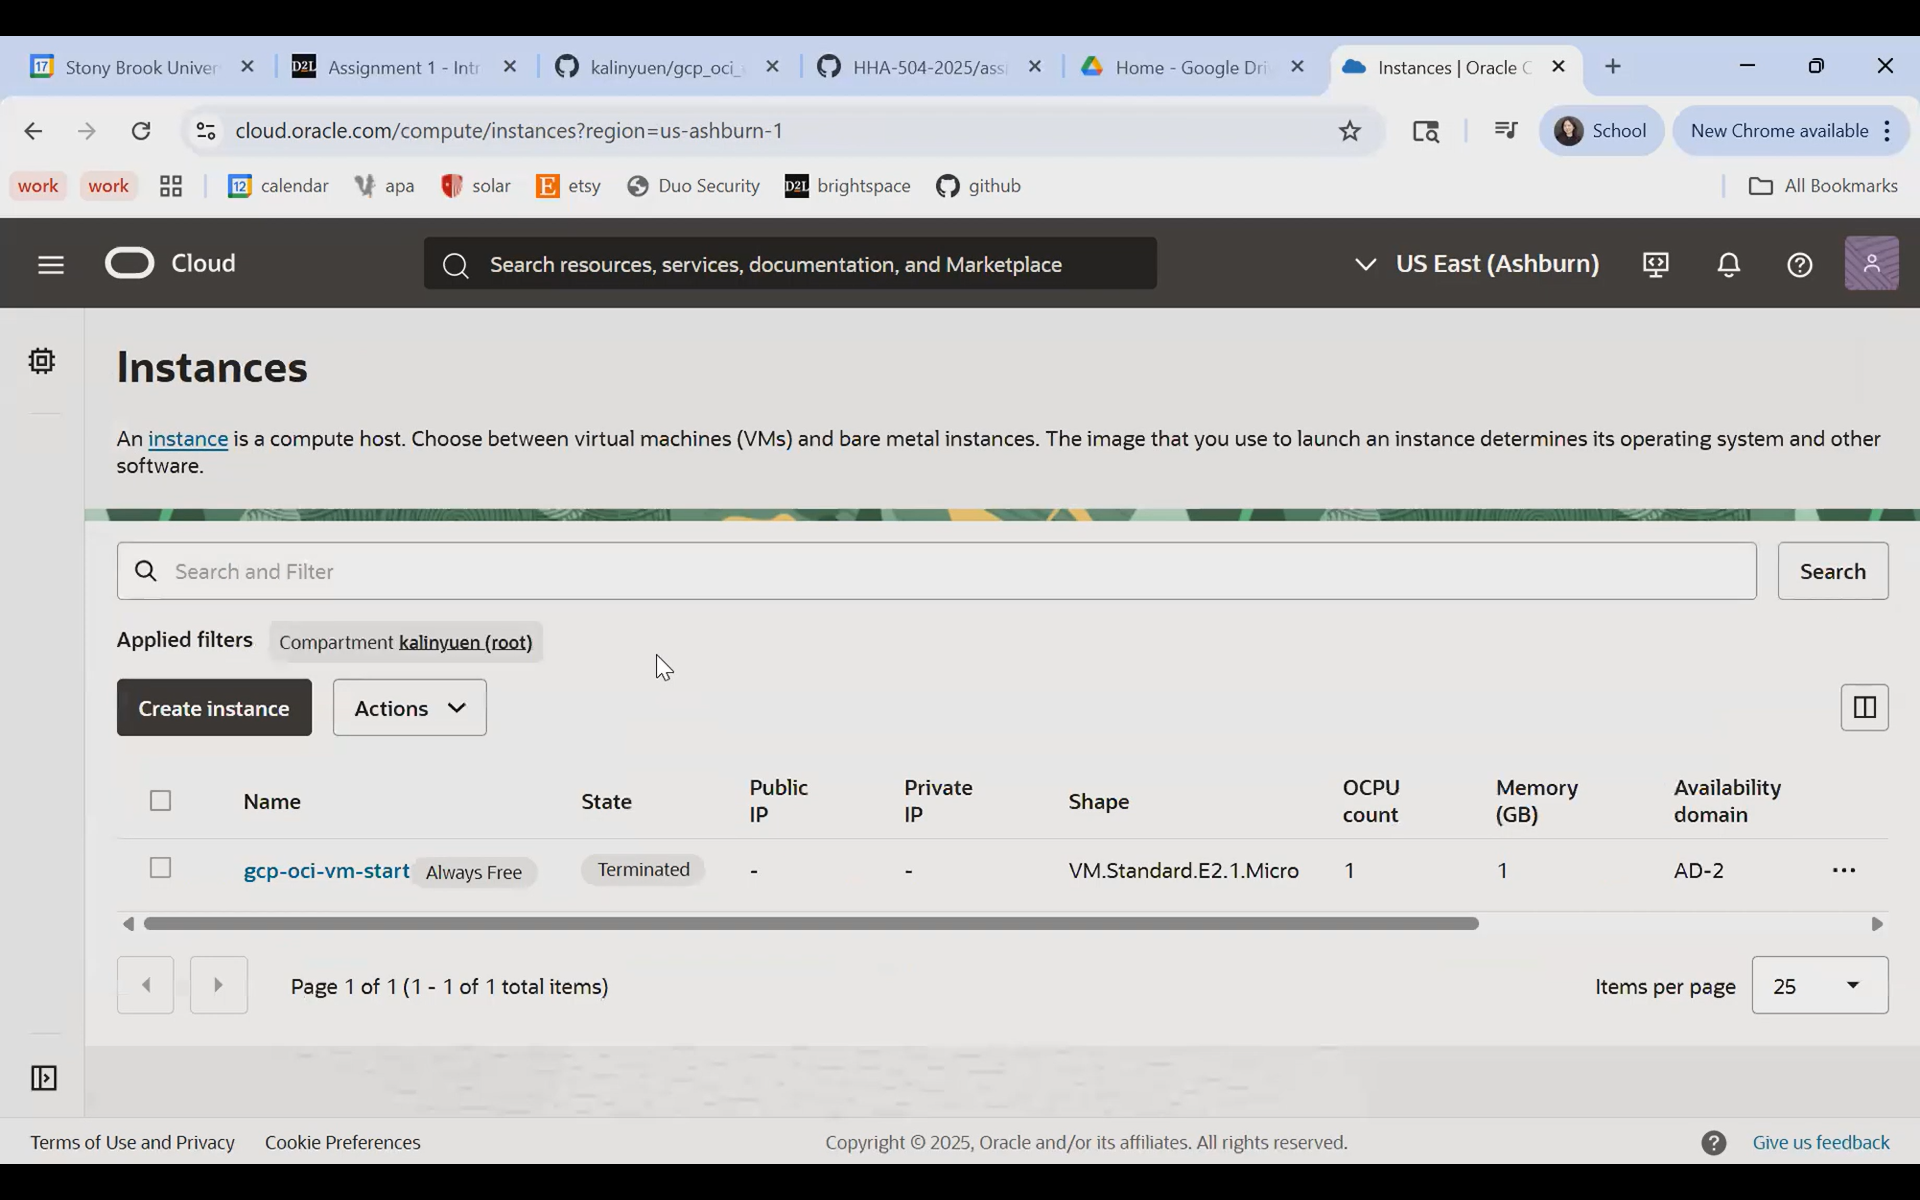 17 Stony Brook Univer
D2L Assignment 1 - Intr
kalinyuen/gcp_oci_
HHA-504-2025/assi
Home - Google Dri
Instances | Oracle C
cloud.oracle.com/compute/instances?region=us-ashburn-1
School
New Chrome available
work
work
12 calendar
apa
solar
E etsy
Duo Security
D2L brightspace
github
All Bookmarks
Cloud
Search resources, services, documentation, and Marketplace
US East (Ashburn)
Instances
An instance is a compute host. Choose between virtual machines (VMs) and bare metal instances. The image that you use to launch an instance determines its operating system and other
software.
Search and Filter
Search
Applied filters
Compartment kalinyuen (root)
Create instance
Actions
Name
State
Public
IP
Private
IP
Shape
OCPU
count
Memory
(GB)
Availability
domain
gcp-oci-vm-start
Always Free
Terminated
-
-
VM.Standard.E2.1.Micro
1
1
AD-2
Page 1 of 1 (1 - 1 of 1 total items)
Items per page
25
Terms of Use and Privacy
Cookie Preferences
Copyright © 2025, Oracle and/or its affiliates. All rights reserved.
Give us feedback